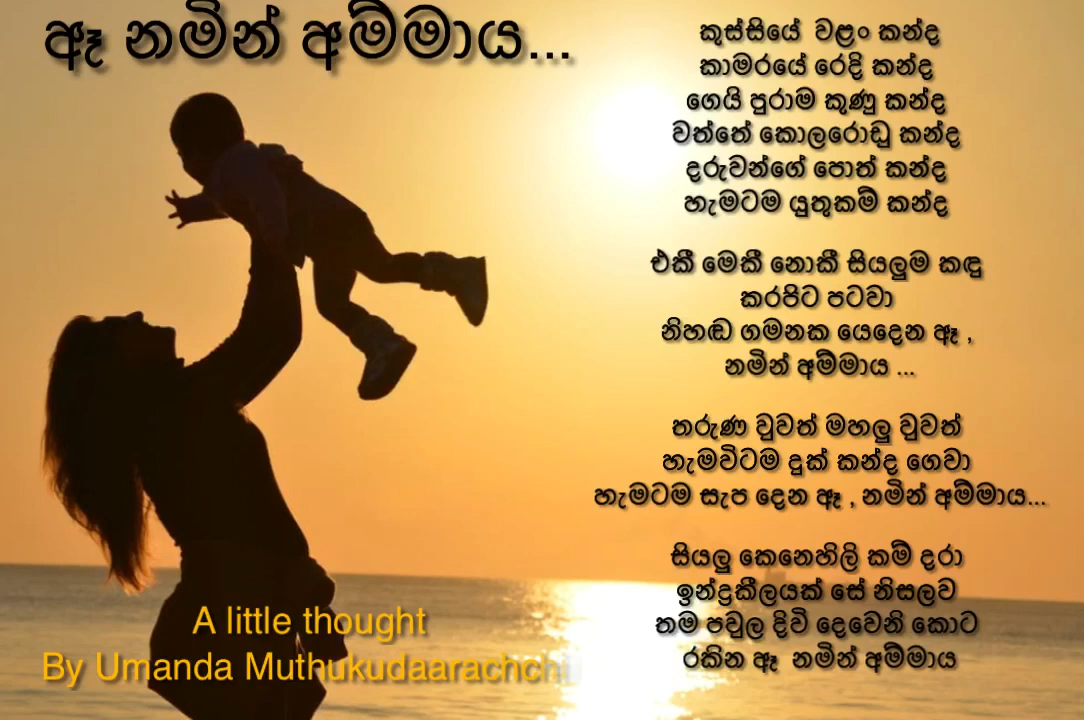 ඈ නමින් අම්මාය...
කුස්සියේ වළං කන්ද
කාමරයේ රෙදි කන්ද
ගෙයි පුරාම කුණු කන්ද
වත්තේ කොලරොඩු කන්ද
දරුවන්ගේ පොත් කන්ද
හැමටම යුතුකම් කන්ද
එකී මෙකී නොකී සියලුම කඳු
කරපිට පටවා
නිහඬ ගමනක යෙදෙන ඈ ,
නමින් අම්මාය ...
තරුණ වුවත් මහලු වුවත්
හැමවිටම දුක් කන්ද ගෙවා
හැමටම සැප දෙන ඈ , නමින් අම්මාය...
සියලු කෙනෙහිලි කම් දරා
ඉන්ද්‍රකීලයක් සේ නිසලව
තම පවුල දිවි දෙවෙනි කොට
රකින ඈ නමින් අම්මාය
A little thought
By Umanda Muthukudaarachchi